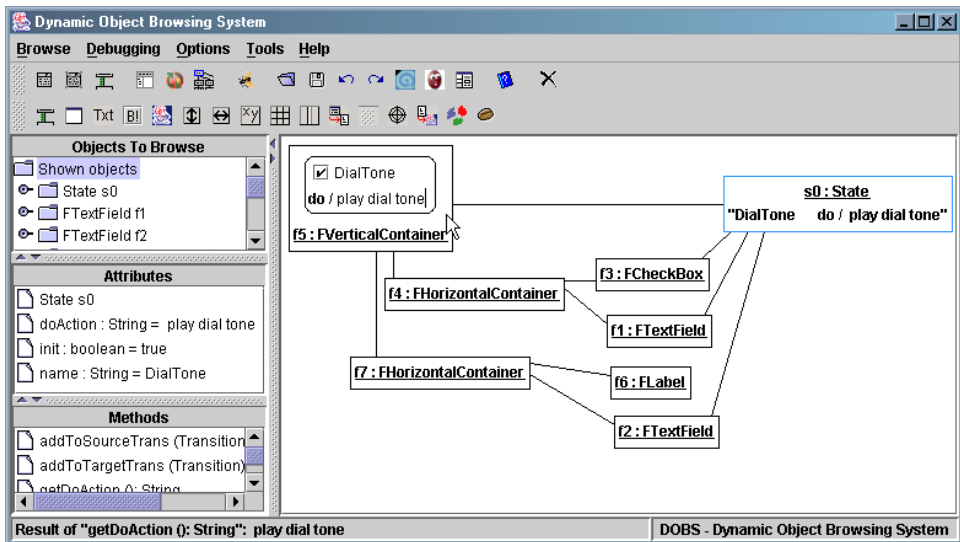 Dynamic Object Browsing System
Browse Debugging Options Tools Help
Txt B! xy
Objects To Browse
Shown objects
State s0
FTextField f1
FTextField f2
Attributes
State s0
doAction : String = play dial tone
init : boolean = true
name : String = DialTone
Methods
addToSourceTrans (Transition
addToTargetTrans (Transition)
getDoAction (): String
DialTone
do / play dial tone
f5 : FVerticalContainer
s0 : State
"DialTone do / play dial tone"
f3 : FCheckBox
f4 : FHorizontalContainer
f1 : FTextField
f7 : FHorizontalContainer
f6 : FLabel
f2 : FTextField
Result of "getDoAction (): String": play dial tone
DOBS - Dynamic Object Browsing System